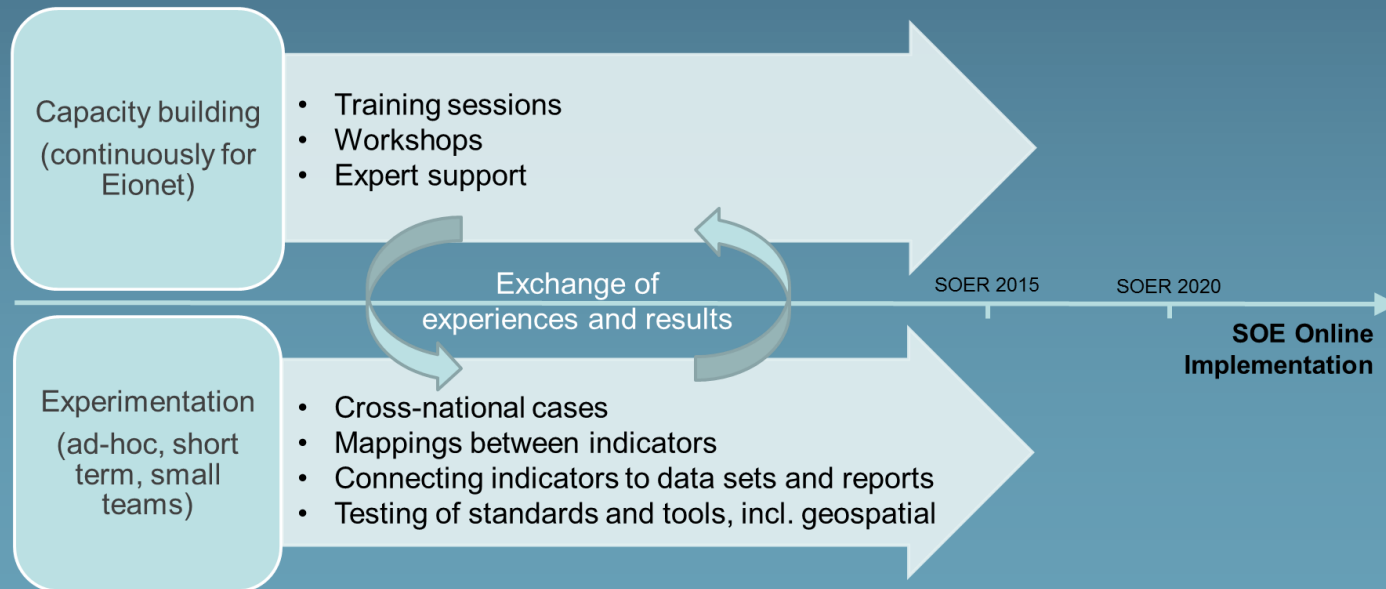 Capacity building
(continuously for
Eionet)
• Training sessions
• Workshops
• Expert support
Exchange of
experiences and results
SOER 2015
SOER 2020
SOE Online
Implementation
Experimentation
(ad-hoc, short
term, small
teams)
• Cross-national cases
• Mappings between indicators
• Connecting indicators to data sets and reports
• Testing of standards and tools, incl. geospatial